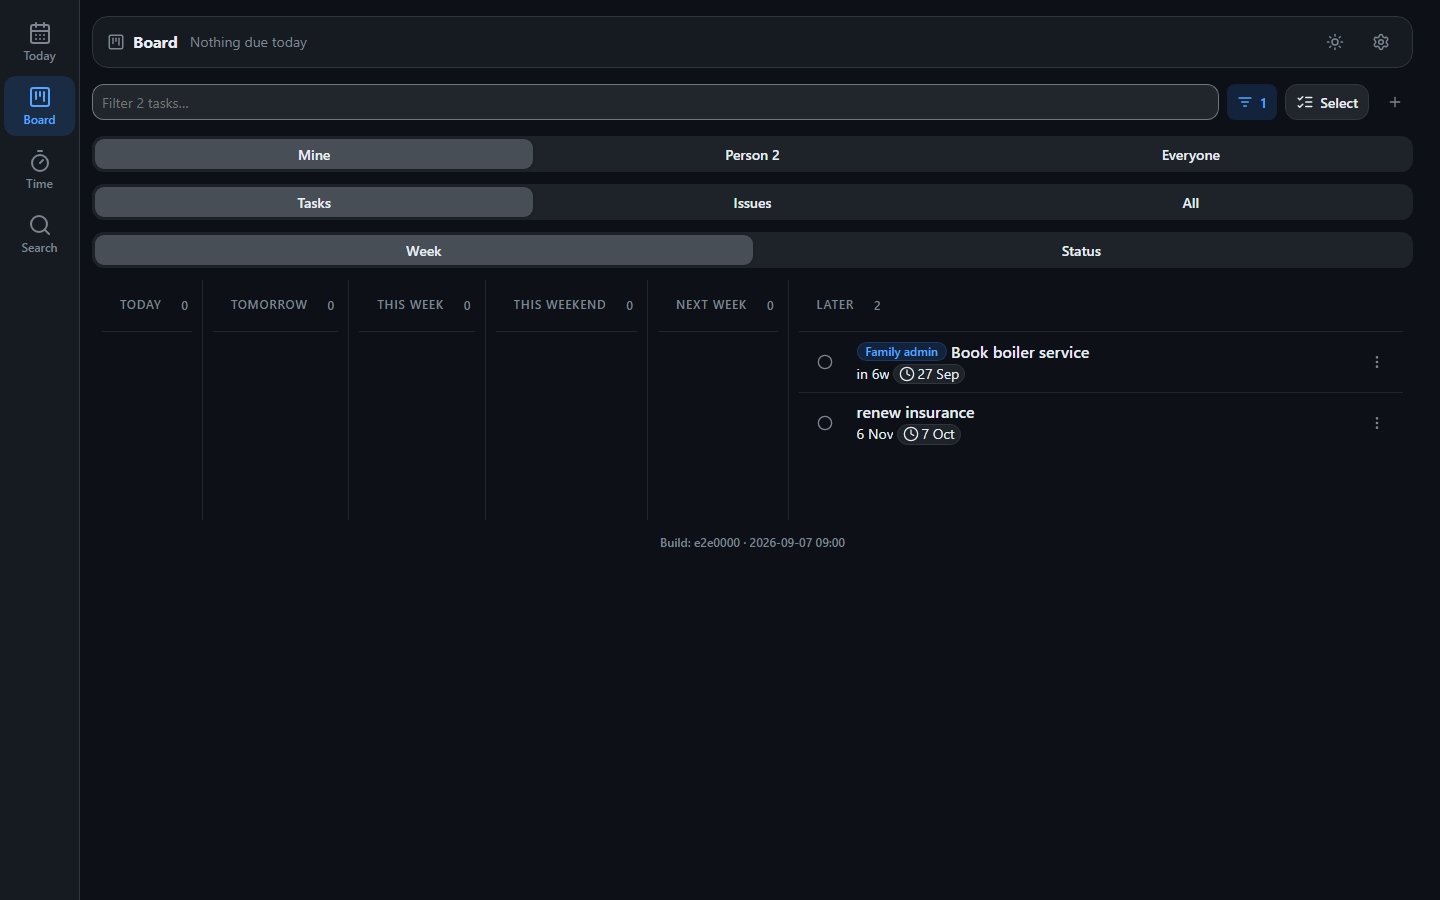 Today
Board
Time
Search
Board Nothing due today
Filter 2 tasks...
1
Select
Mine Person 2 Everyone
Tasks Issues All
Week Status
TODAY 0 TOMORROW 0 THIS WEEK 0 THIS WEEKEND 0 NEXT WEEK 0 LATER 2
Family admin Book boiler service
in 6w 27 Sep
renew insurance
6 Nov 7 Oct
Build: e2e0000 · 2026-09-07 09:00